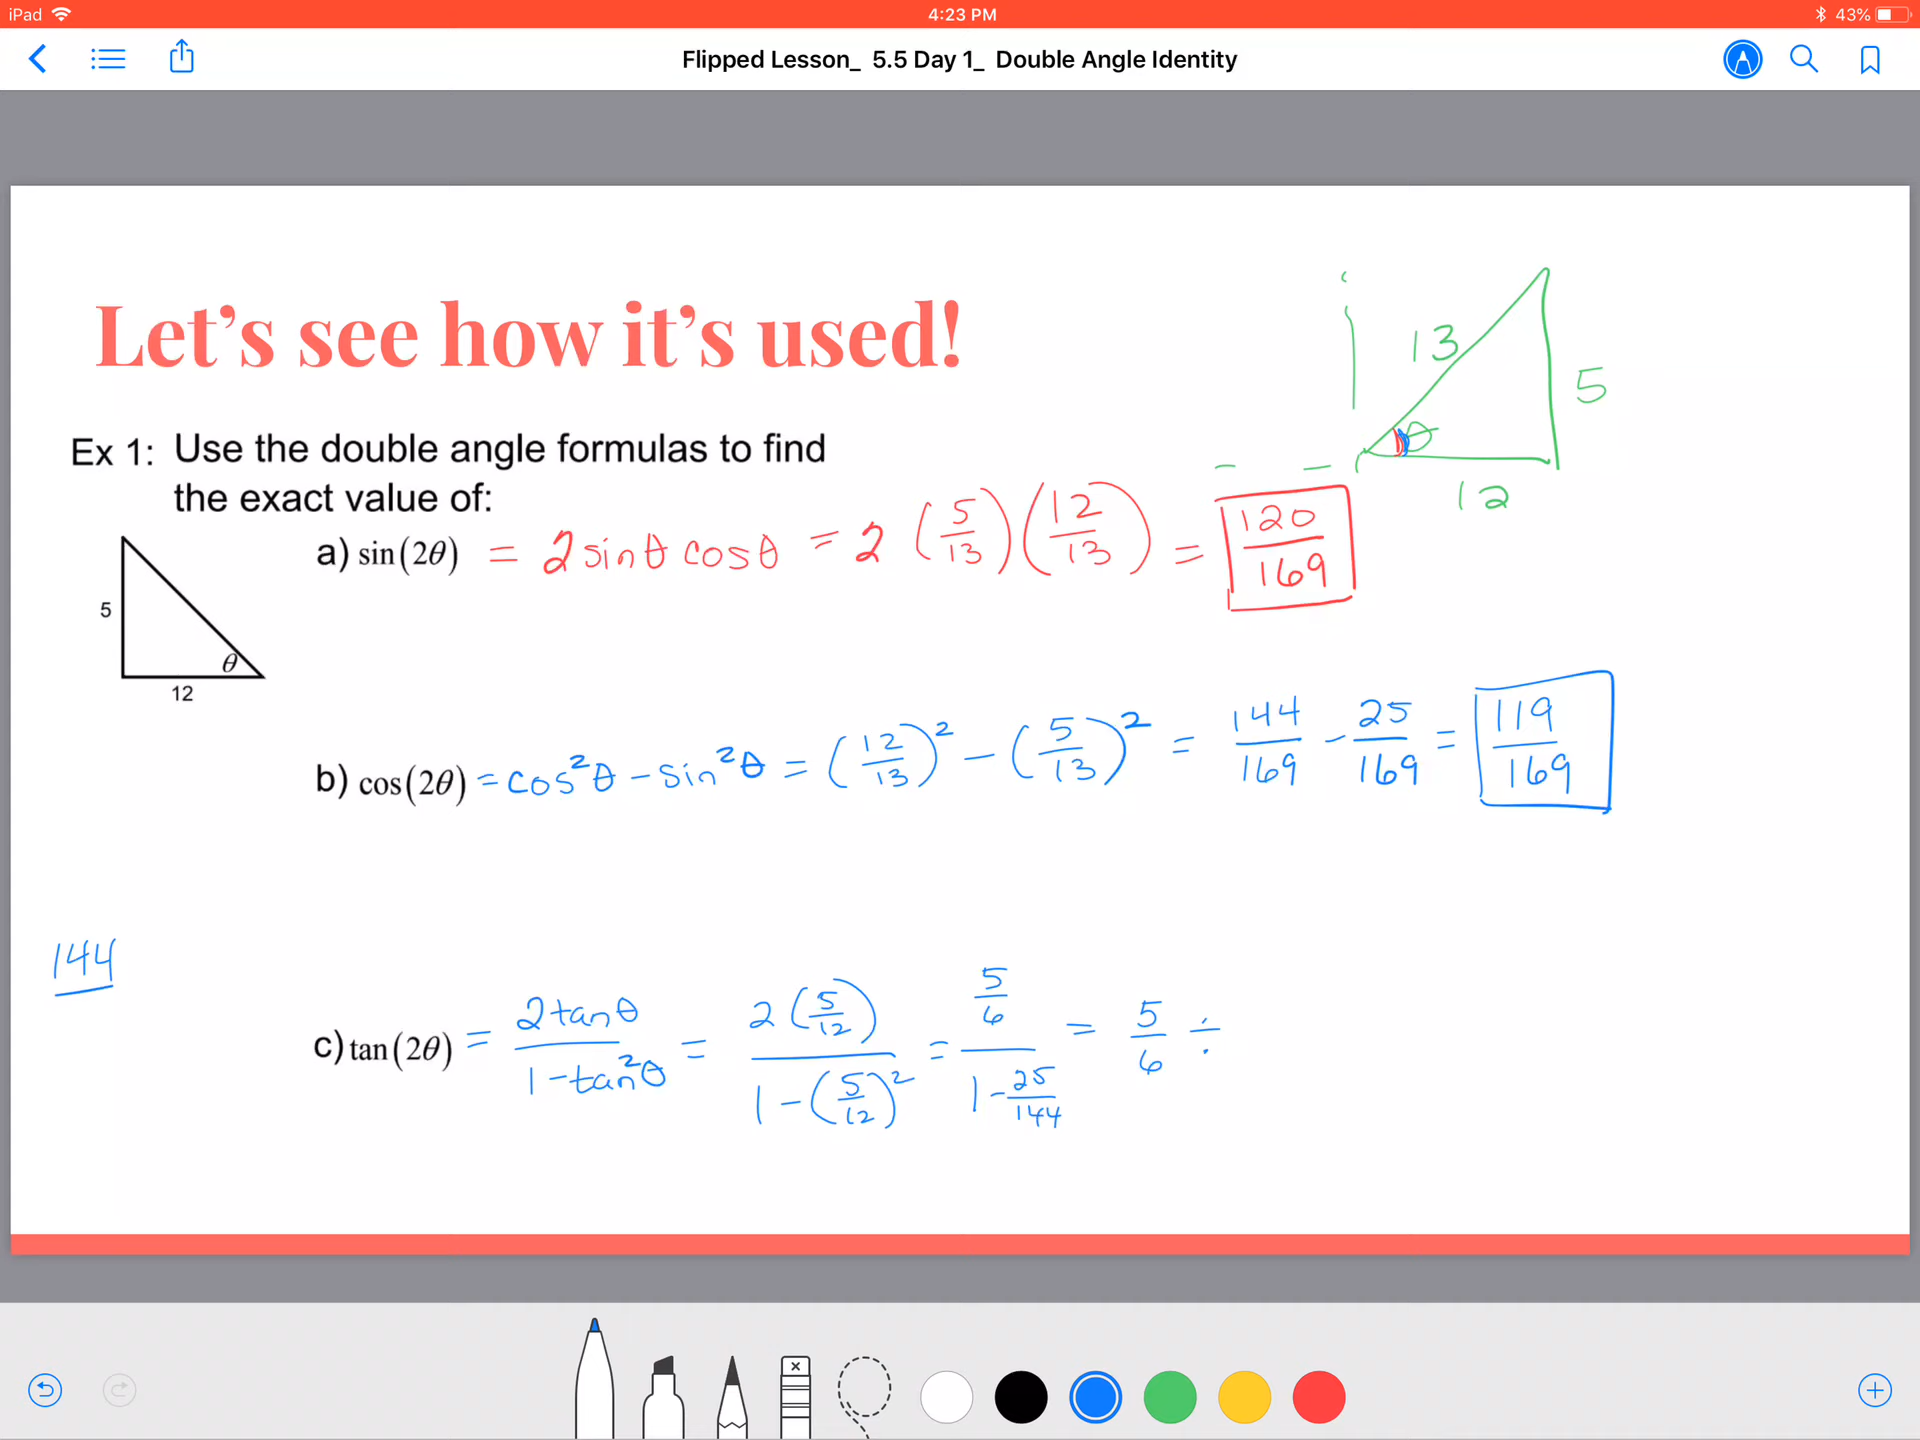 iPad 4:23 PM 43%
Flipped Lesson_ 5.5 Day 1_ Double Angle Identity
Let's see how it's used!
13
5
θ
12
Ex 1: Use the double angle formulas to find
the exact value of:
a) sin(2θ) = 2 sinθ cosθ = 2 (5/13)(12/13) = 120/169
5
θ
12
b) cos(2θ) = cos²θ - sin²θ = (12/13)² - (5/13)² = 144/169 - 25/169 = 119/169
144
c) tan(2θ) = 2tanθ/1-tan²θ = 2(5/12)/1-(5/12)² = 5/6/1-25/144 = 5/6 ÷